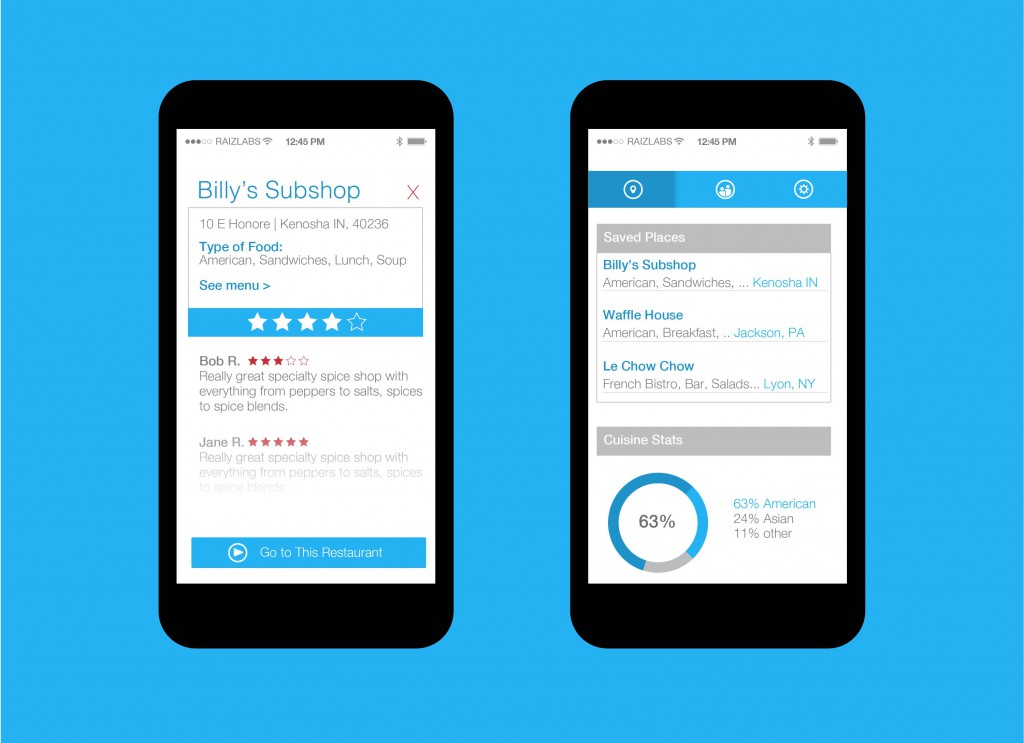 RAIZLABS 12:45 PM
Billy's Subshop X
10 E Honore | Kenosha IN, 40236
Type of Food:
American, Sandwiches, Lunch, Soup
See menu >
Bob R.
Really great specialty spice shop with
everything from peppers to salts, spices
to spice blends.
Jane R.
Really great specialty spice shop with
everything from peppers to salts, spices
to spice blends.
Go to This Restaurant
RAIZLABS 12:45 PM
Saved Places
Billy's Subshop
American, Sandwiches, ... Kenosha IN
Waffle House
American, Breakfast, .. Jackson, PA
Le Chow Chow
French Bistro, Bar, Salads... Lyon, NY
Cuisine Stats
63%
63% American
24% Asian
11% other